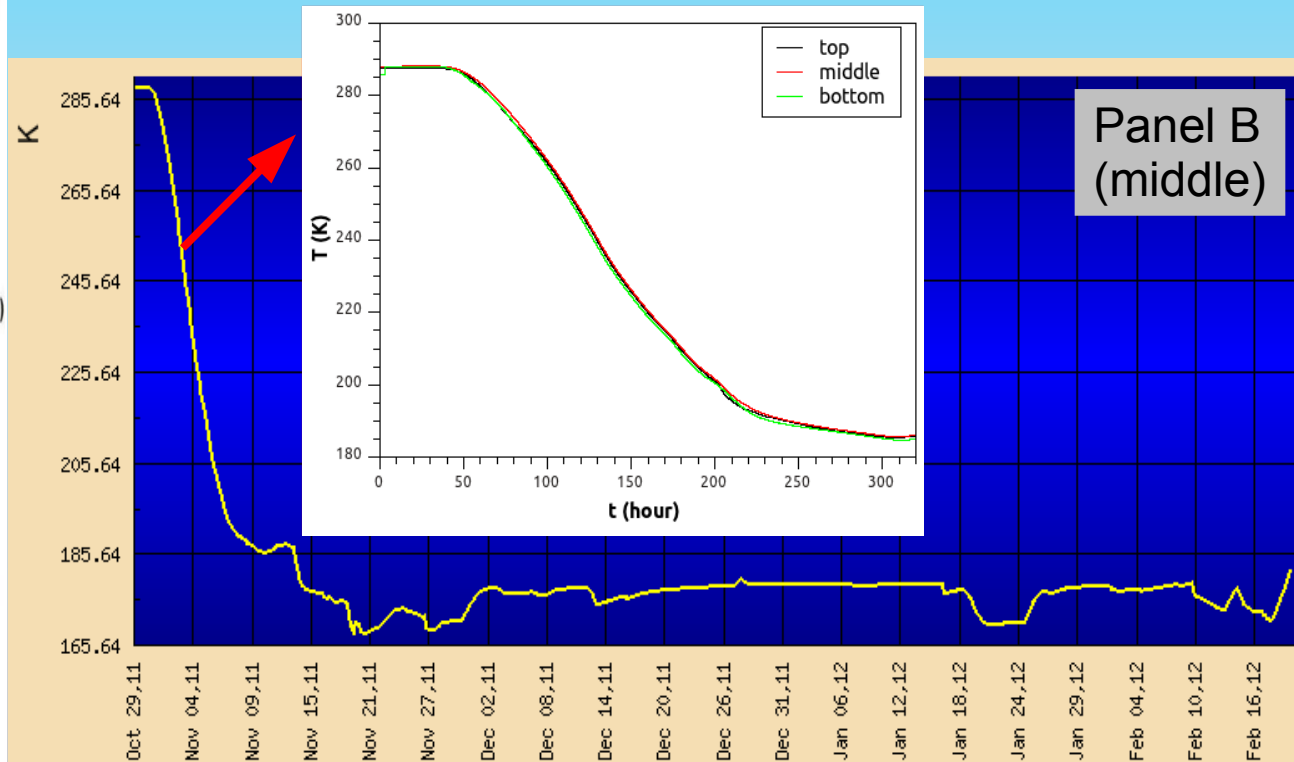 300
280
260
240
220
200
180
T (K)
0 50 100 150 200 250 300
t (hour)
top
middle
bottom
Panel B
(middle)
K
285.64
265.64
245.64
225.64
205.64
185.64
165.64
)
Oct 29,11
Nov 04,11
Nov 09,11
Nov 15,11
Nov 21,11
Nov 27,11
Dec 02,11
Dec 08,11
Dec 14,11
Dec 20,11
Dec 26,11
Dec 31,11
Jan 06,12
Jan 12,12
Jan 18,12
Jan 24,12
Jan 29,12
Feb 04,12
Feb 10,12
Feb 16,12